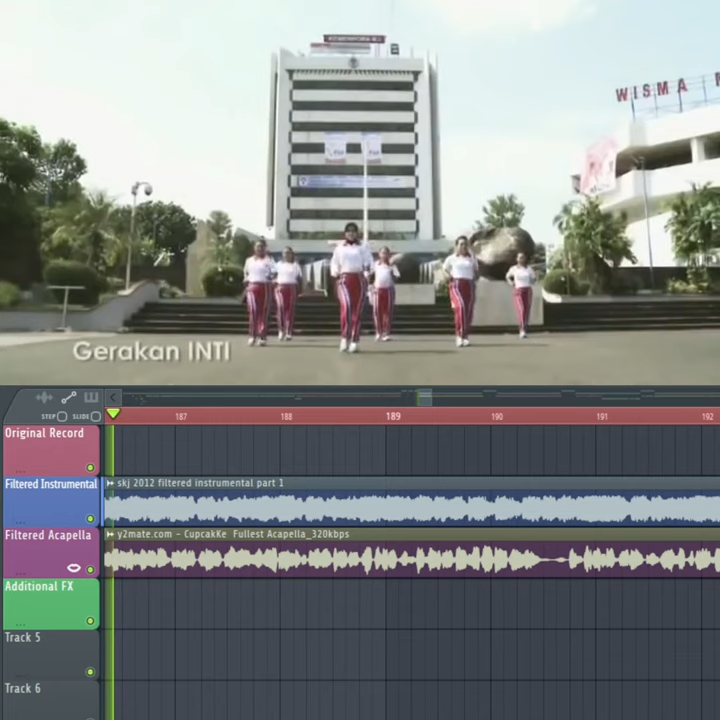 KEMENPORA R.I
WISMA
Gerakan INTI
STEP SLIDE
187 188 189 190 191 192
Original Record
Filtered Instrumental
skj 2012 filtered instrumental part 1
Filtered Acapella
y2mate.com - CupcakKe Fullest Acapella_320kbps
Additional FX
Track 5
Track 6